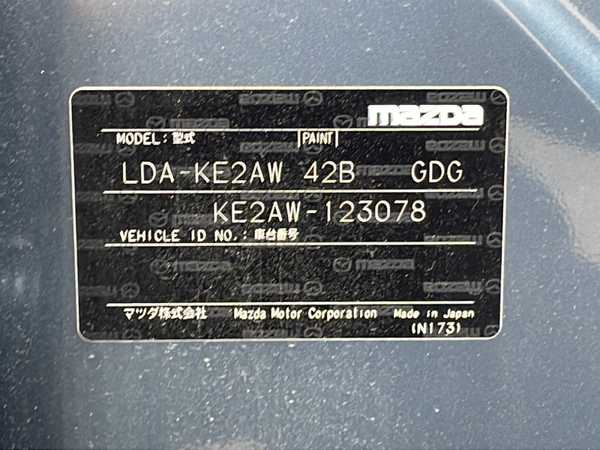 mazda
MODEL: 型式 PAINT
LDA-KE2AW 42B GDG
KE2AW-123078
VEHICLE ID NO.: 車台番号
マツダ株式会社 Mazda Motor Corporation Made in Japan
(N173)